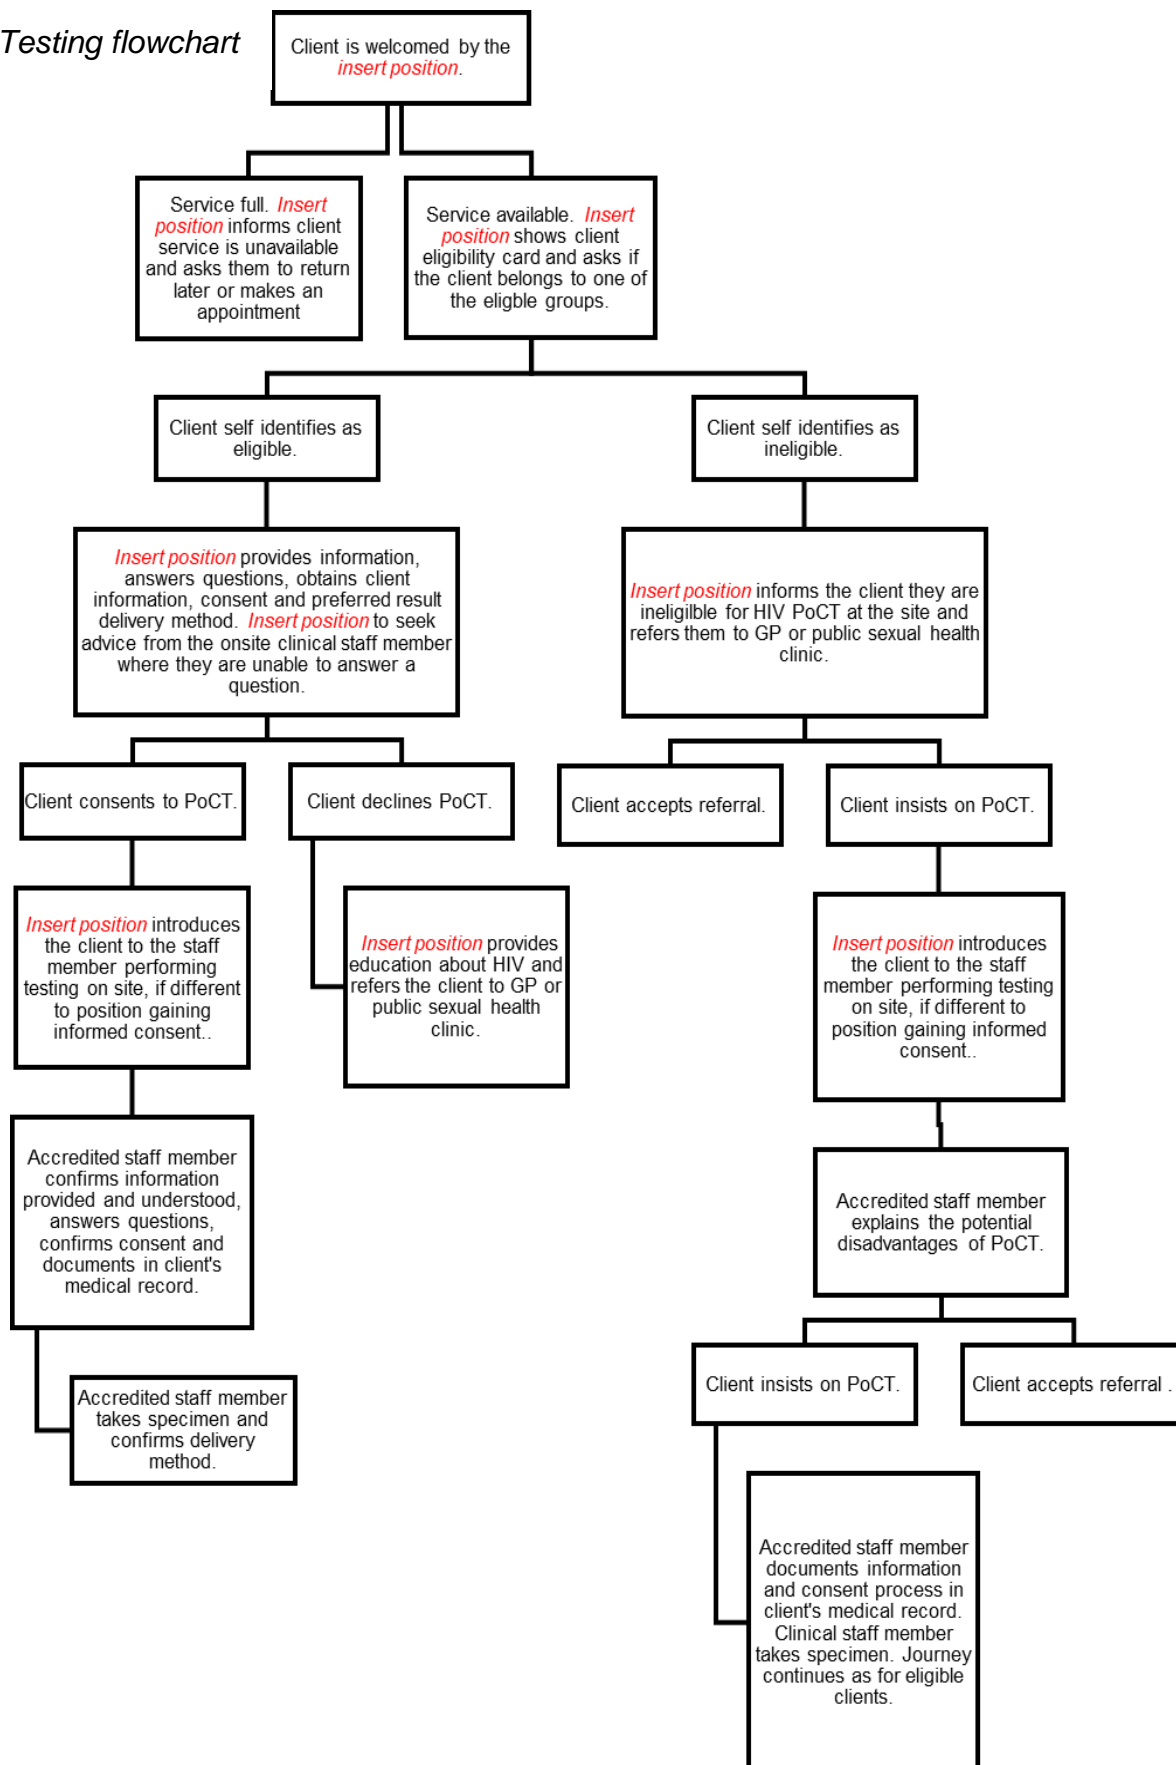 Testing flowchart
Client is welcomed by the
insert position.
Service full. Insert
position informs client
service is unavailable
and asks them to return
later or makes an
appointment
Service available. Insert
position shows client
eligibility card and asks if
the client belongs to one of
the eligble groups.
Client self identifies as
eligible.
Client self identifies as
ineligible.
Insert position provides information,
answers questions, obtains client
information, consent and preferred result
delivery method. Insert position to seek
advice from the onsite clinical staff member
where they are unable to answer a
question.
Insert position informs the client they are
ineligilble for HIV PoCT at the site and
refers them to GP or public sexual health
clinic.
Client consents to PoCT.
Client declines PoCT.
Client accepts referral.
Client insists on PoCT.
Insert position introduces
the client to the staff
member performing
testing on site, if different
to position gaining
informed consent..
Insert position provides
education about HIV and
refers the client to GP or
public sexual health
clinic.
Insert position introduces
the client to the staff
member performing testing
on site, if different to
position gaining informed
consent..
Accredited staff member
confirms information
provided and understood,
answers questions,
confirms consent and
documents in client's
medical record.
Accredited staff member
explains the potential
disadvantages of PoCT.
Accredited staff member
takes specimen and
confirms delivery
method.
Client insists on PoCT.
Client accepts referral .
Accredited staff member
documents information
and consent process in
client's medical record.
Clinical staff member
takes specimen. Journey
continues as for eligible
clients.